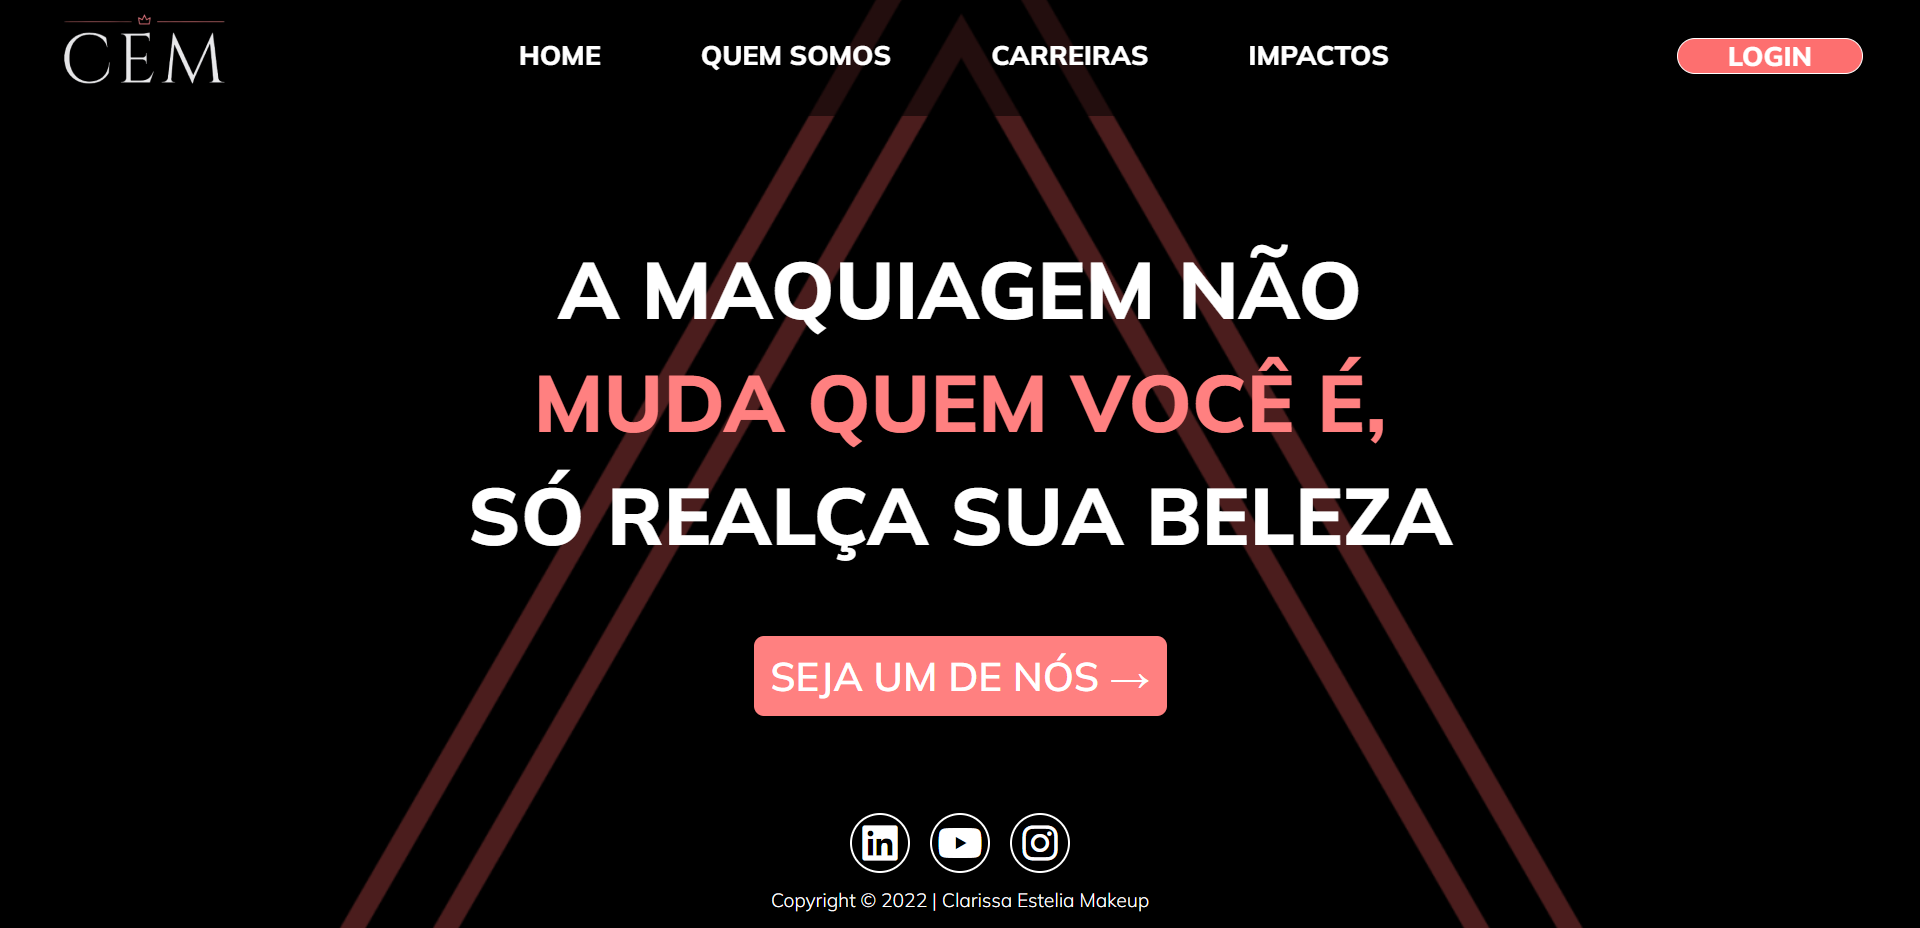 CEM
HOME
QUEM SOMOS
CARREIRAS
IMPACTOS
LOGIN
A MAQUIAGEM NÃO
MUDA QUEM VOCÊ É,
SÓ REALÇA SUA BELEZA
SEJA UM DE NÓS →
in
Copyright © 2022 | Clarissa Estelia Makeup